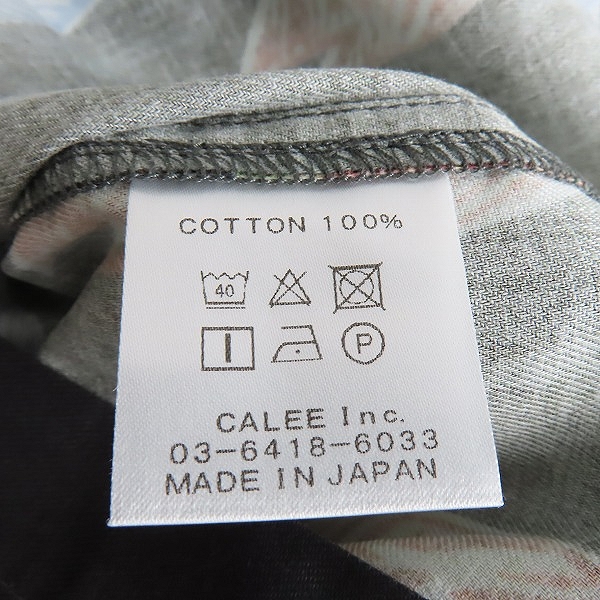 COTTON 100%
40
P
CALEE Inc.
03-6418-6033
MADE IN JAPAN